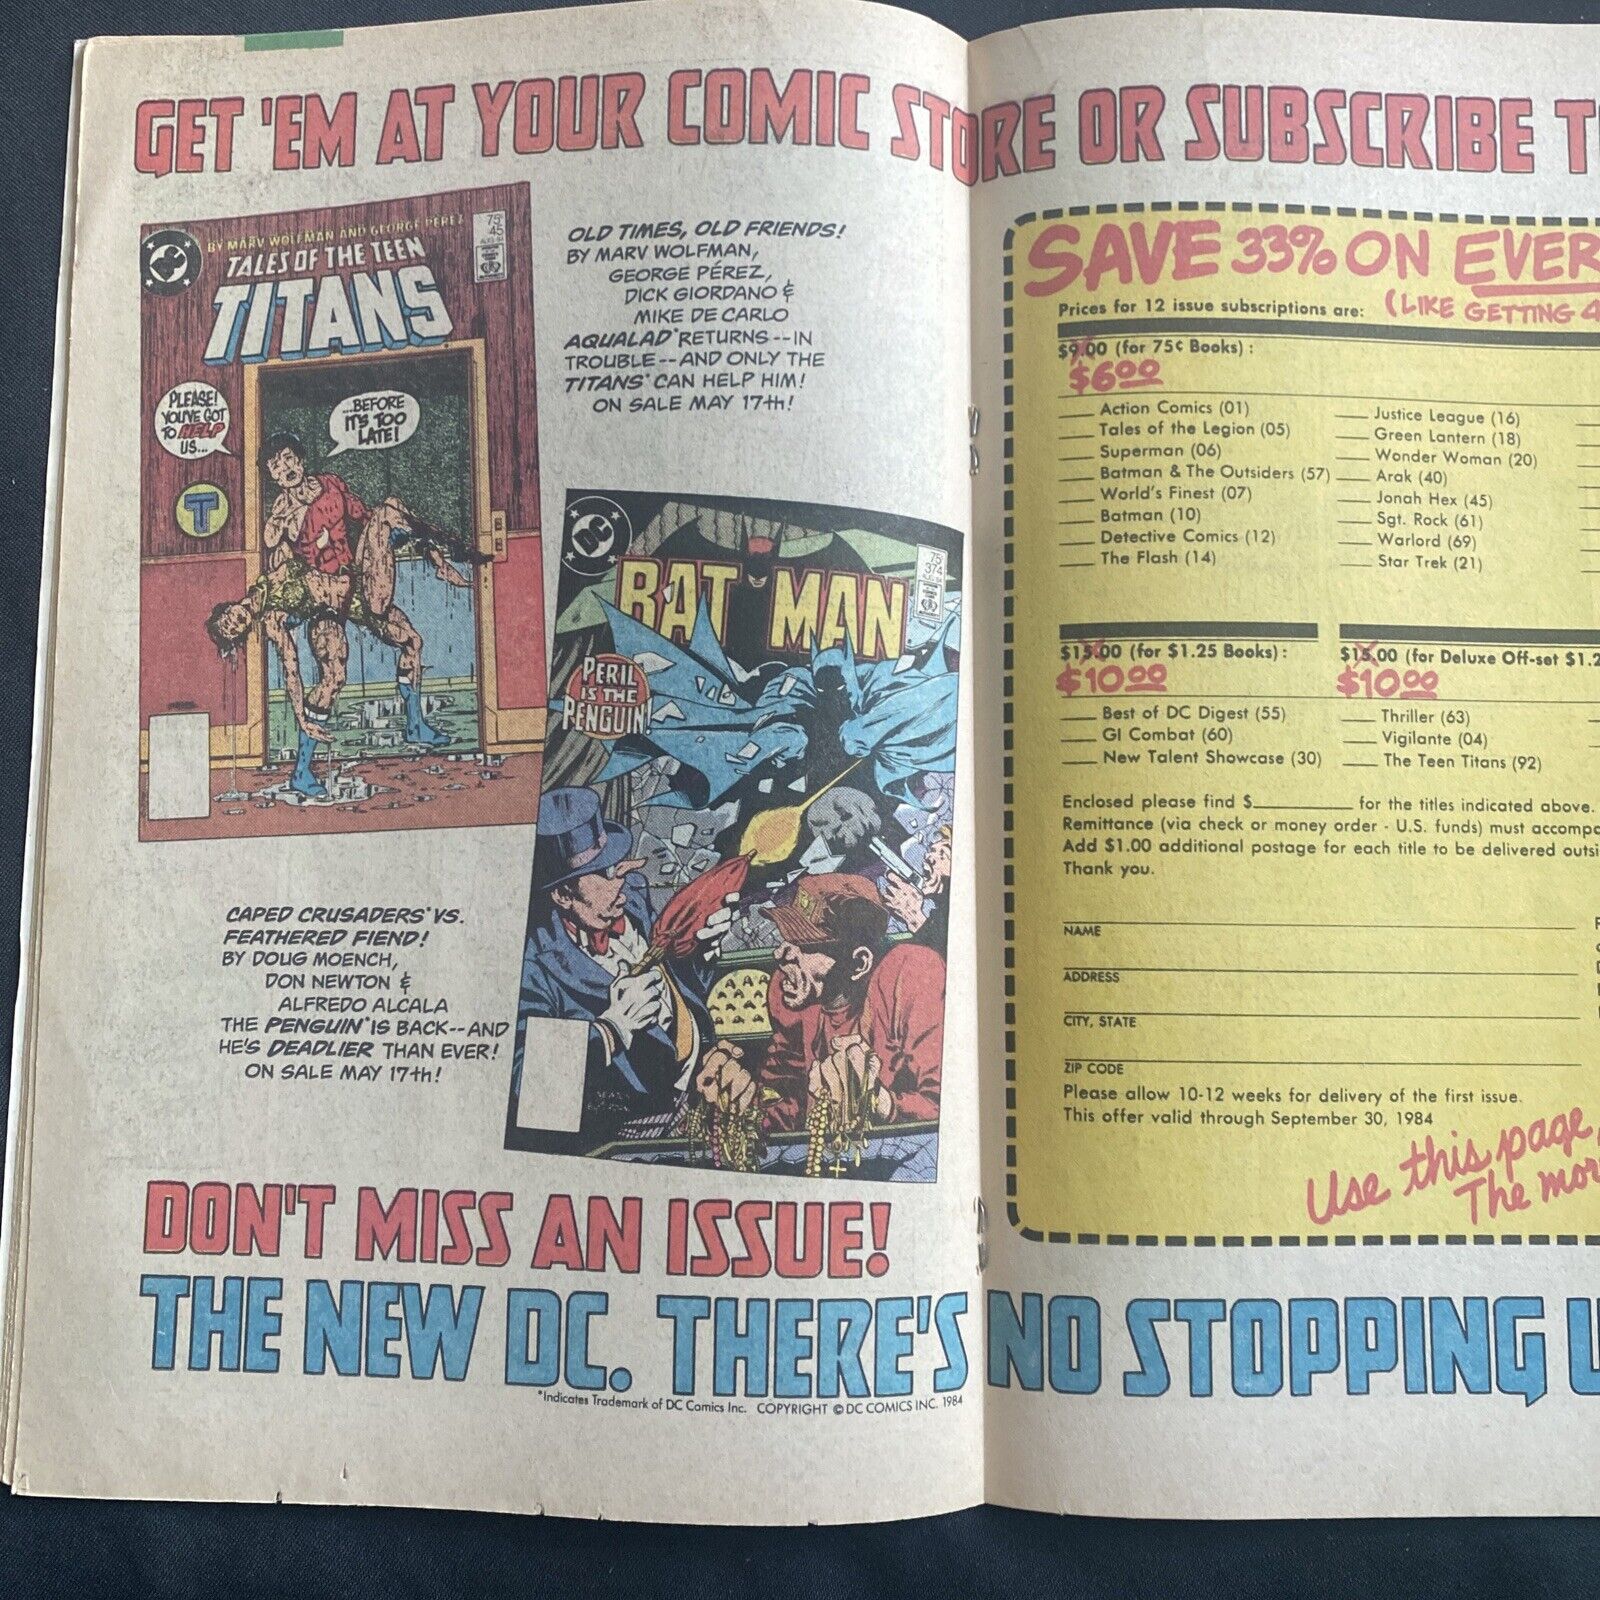 GET 'EM AT YOUR COMIC STORE OR SUBSCRIBE
BY MARV WOLFMAN AND GEORGE PÉREZ
TALES OF THE TEEN
TITANS
75¢
45
AUG 84
PLEASE!
YOU'VE GOT
TO HELP
US...
...BEFORE
IT'S TOO
LATE!
T
OLD TIMES, OLD FRIENDS!
BY MARV WOLFMAN,
GEORGE PÉREZ,
DICK GIORDANO &
MIKE DE CARLO
AQUALAD* RETURNS--IN
TROUBLE--AND ONLY THE
TITANS* CAN HELP HIM!
ON SALE MAY 17th!
DC
BATMAN
75¢
374
AUG 84
PERIL
IS THE
PENGUIN!
CAPED CRUSADERS* VS.
FEATHERED FIEND!
BY DOUG MOENCH,
DON NEWTON &
ALFREDO ALCALA
THE PENGUIN* IS BACK--AND
HE'S DEADLIER THAN EVER!
ON SALE MAY 17th!
DON'T MISS AN ISSUE!
THE NEW DC. THERE'S NO STOPPING
*Indicates Trademark of DC Comics Inc. COPYRIGHT © DC COMICS INC. 1984
SAVE 33% ON EVER
Prices for 12 issue subscriptions are: (LIKE GETTING 4
$9.00 (for 75¢ Books) :
$6.00
Action Comics (01)
Tales of the Legion (05)
Superman (06)
Batman & The Outsiders (57)
World's Finest (07)
Batman (10)
Detective Comics (12)
The Flash (14)
Justice League (16)
Green Lantern (18)
Wonder Woman (20)
Arak (40)
Jonah Hex (45)
Sgt. Rock (61)
Warlord (69)
Star Trek (21)
$15.00 (for $1.25 Books) :
$10.00
Best of DC Digest (55)
GI Combat (60)
New Talent Showcase (30)
$15.00 (for Deluxe Off-set $1.2
$10.00
Thriller (63)
Vigilante (04)
The Teen Titans (92)
Enclosed please find $__________ for the titles indicated above.
Remittance (via check or money order - U.S. funds) must accompa
Add $1.00 additional postage for each title to be delivered outsi
Thank you.
NAME
ADDRESS
CITY, STATE
ZIP CODE
Please allow 10-12 weeks for delivery of the first issue.
This offer valid through September 30, 1984
Use this page,
The mor